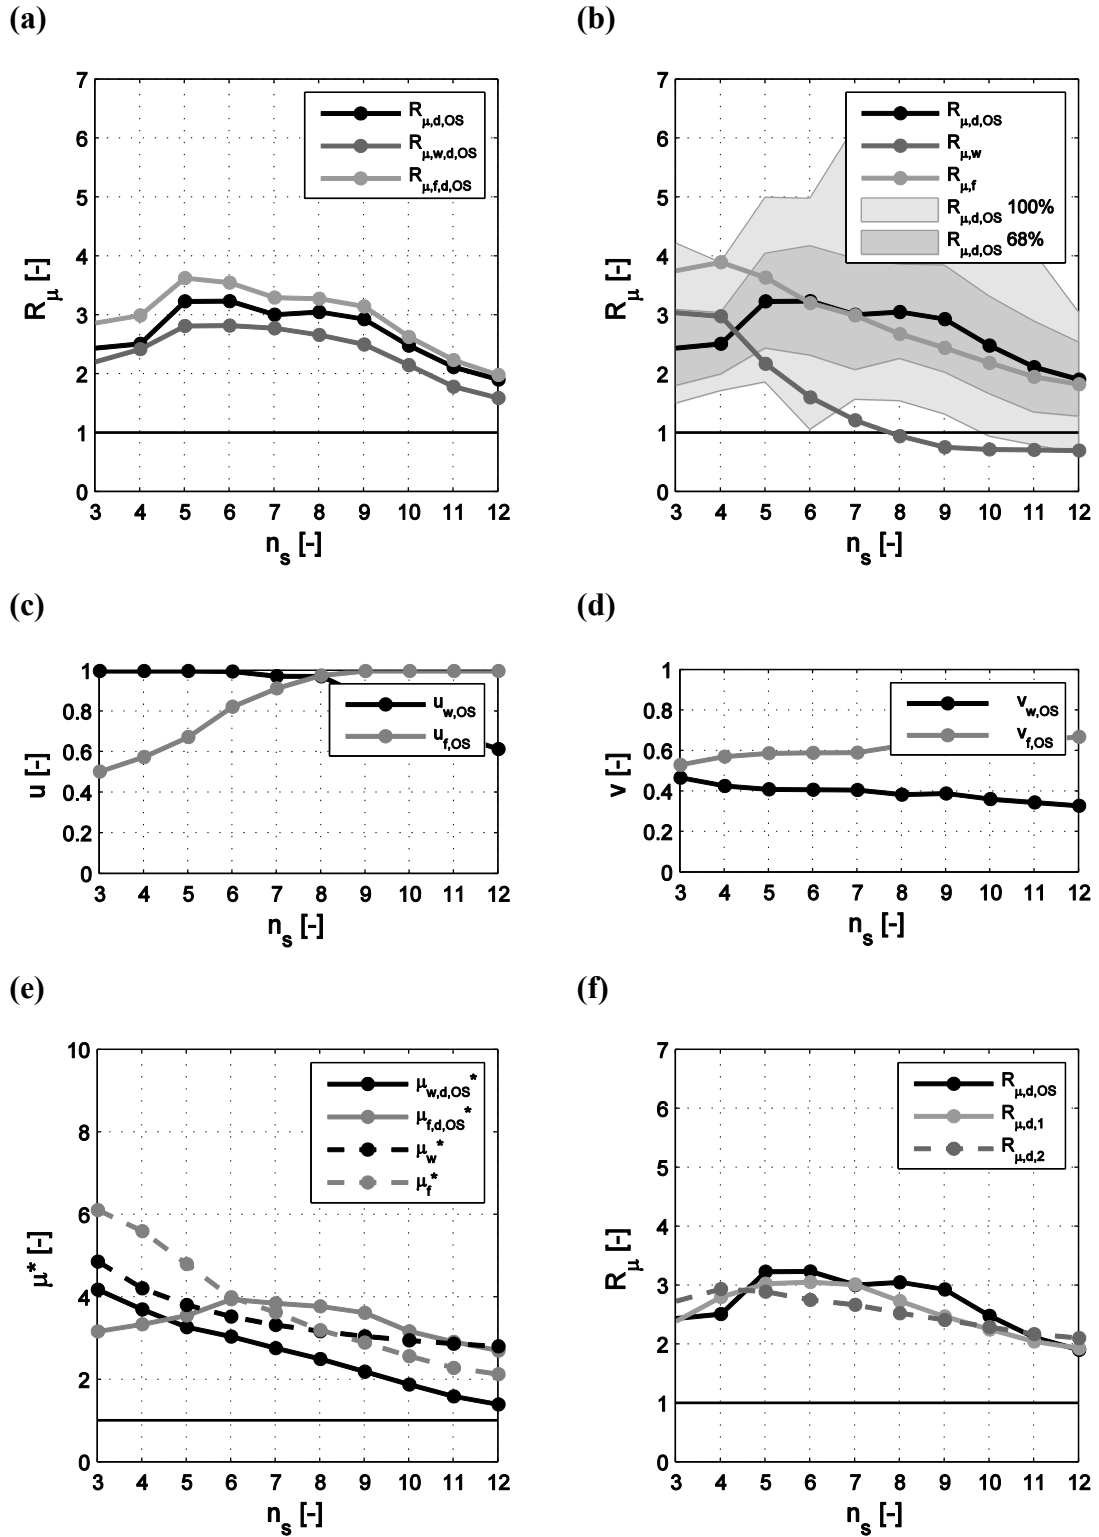 (a)
7
6
5
4
3
2
1
0
R_μ [-]
R_μ,d,OS
R_μ,w,d,OS
R_μ,f,d,OS
3 4 5 6 7 8 9 10 11 12
n_s [-]
(b)
7
6
5
4
3
2
1
0
R_μ [-]
R_μ,d,OS
R_μ,w
R_μ,f
R_μ,d,OS 100%
R_μ,d,OS 68%
3 4 5 6 7 8 9 10 11 12
n_s [-]
(c)
1
0.8
0.6
0.4
0.2
0
u [-]
u_w,OS
u_f,OS
3 4 5 6 7 8 9 10 11 12
n_s [-]
(d)
1
0.8
0.6
0.4
0.2
0
v [-]
v_w,OS
v_f,OS
3 4 5 6 7 8 9 10 11 12
n_s [-]
(e)
10
8
6
4
2
0
μ* [-]
μ_w,d,OS*
μ_f,d,OS*
μ_w*
μ_f*
3 4 5 6 7 8 9 10 11 12
n_s [-]
(f)
7
6
5
4
3
2
1
0
R_μ [-]
R_μ,d,OS
R_μ,d,1
R_μ,d,2
3 4 5 6 7 8 9 10 11 12
n_s [-]